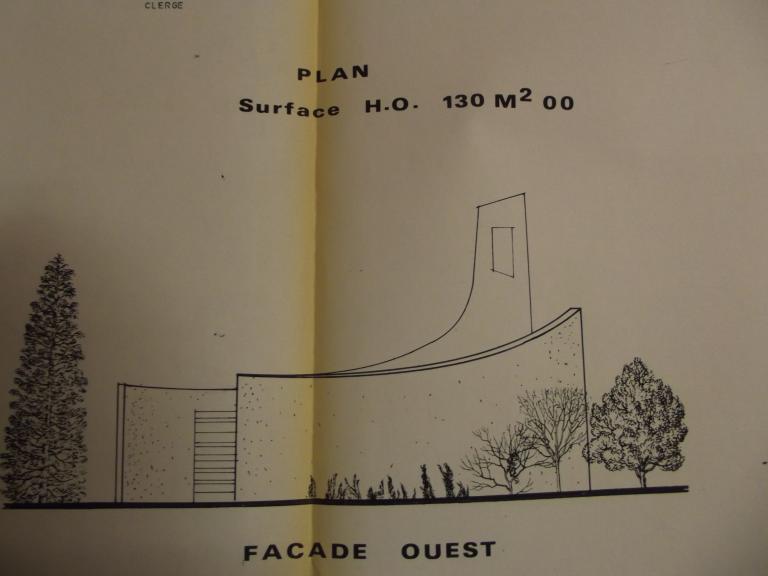 CLERGE
PLAN
Surface H.O. 130 M2 00
FACADE OUEST